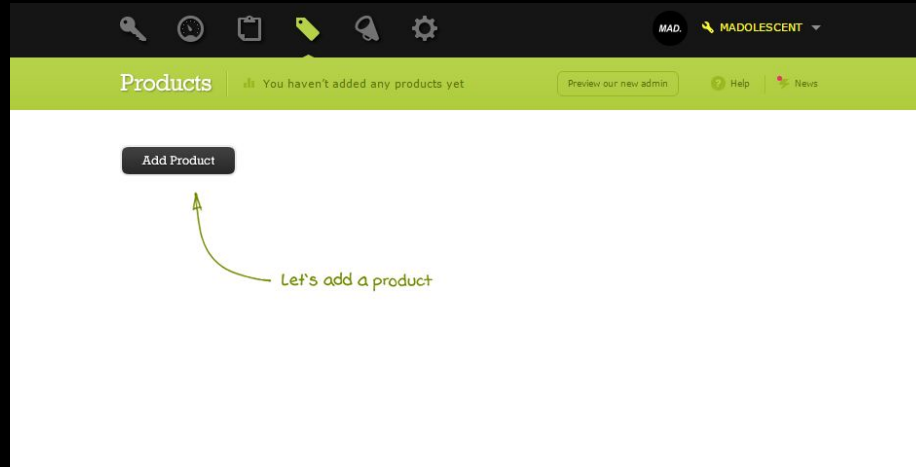 MAD.
MADOLESCENT
Products
You haven't added any products yet
Preview our new admin
Help
News
Add Product
Let's add a product